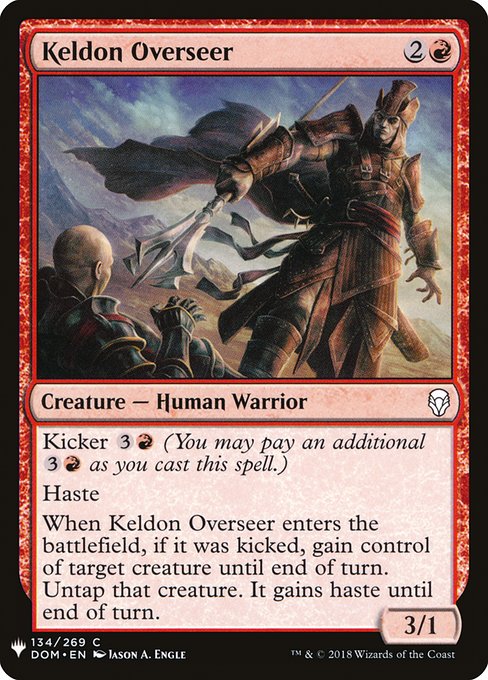 Keldon Overseer 2
Creature — Human Warrior
Kicker 3 (You may pay an additional
3 as you cast this spell.)
Haste
When Keldon Overseer enters the
battlefield, if it was kicked, gain control
of target creature until end of turn.
Untap that creature. It gains haste until
end of turn.
3/1
134/269 C
DOM • EN Jason A. Engle
™ & © 2018 Wizards of the Coast